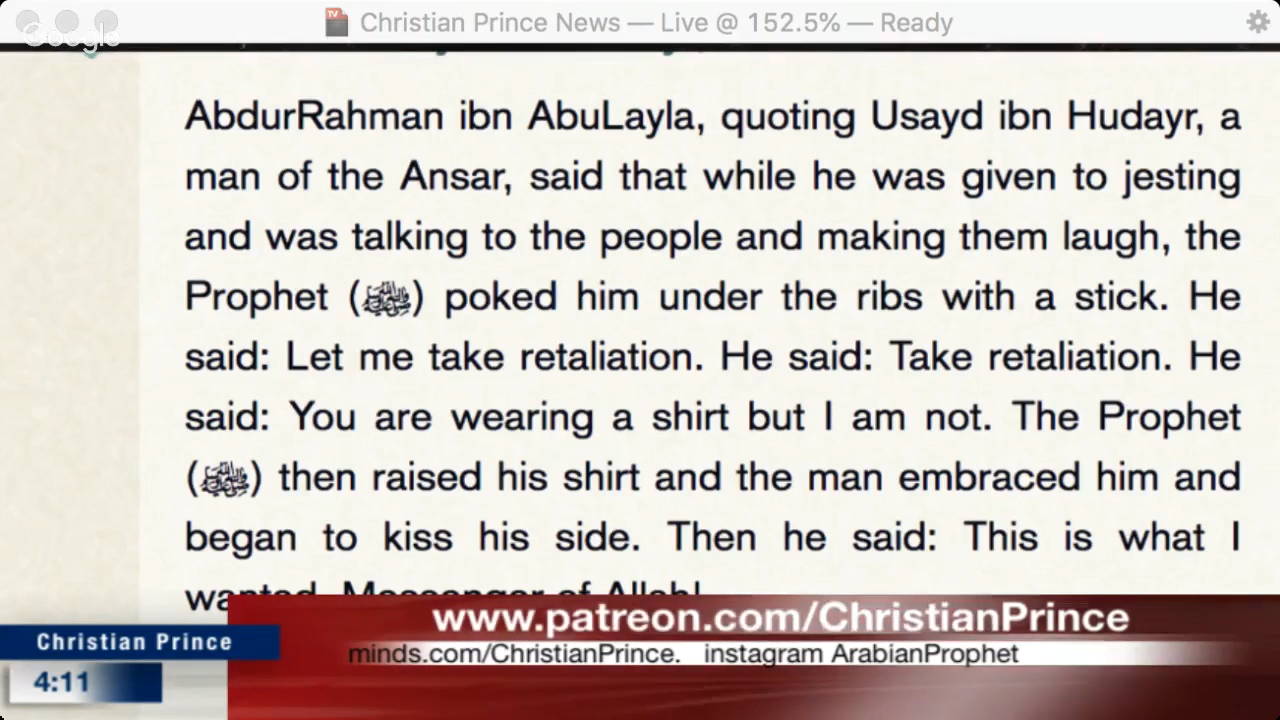 Google
Christian Prince News — Live @ 152.5% — Ready
AbdurRahman ibn AbuLayla, quoting Usayd ibn Hudayr, a
man of the Ansar, said that while he was given to jesting
and was talking to the people and making them laugh, the
Prophet (ﷺ) poked him under the ribs with a stick. He
said: Let me take retaliation. He said: Take retaliation. He
said: You are wearing a shirt but I am not. The Prophet
(ﷺ) then raised his shirt and the man embraced him and
began to kiss his side. Then he said: This is what I
wanted, Messenger of Allah!
www.patreon.com/ChristianPrince
Christian Prince
minds.com/ChristianPrince. instagram ArabianProphet
4:11